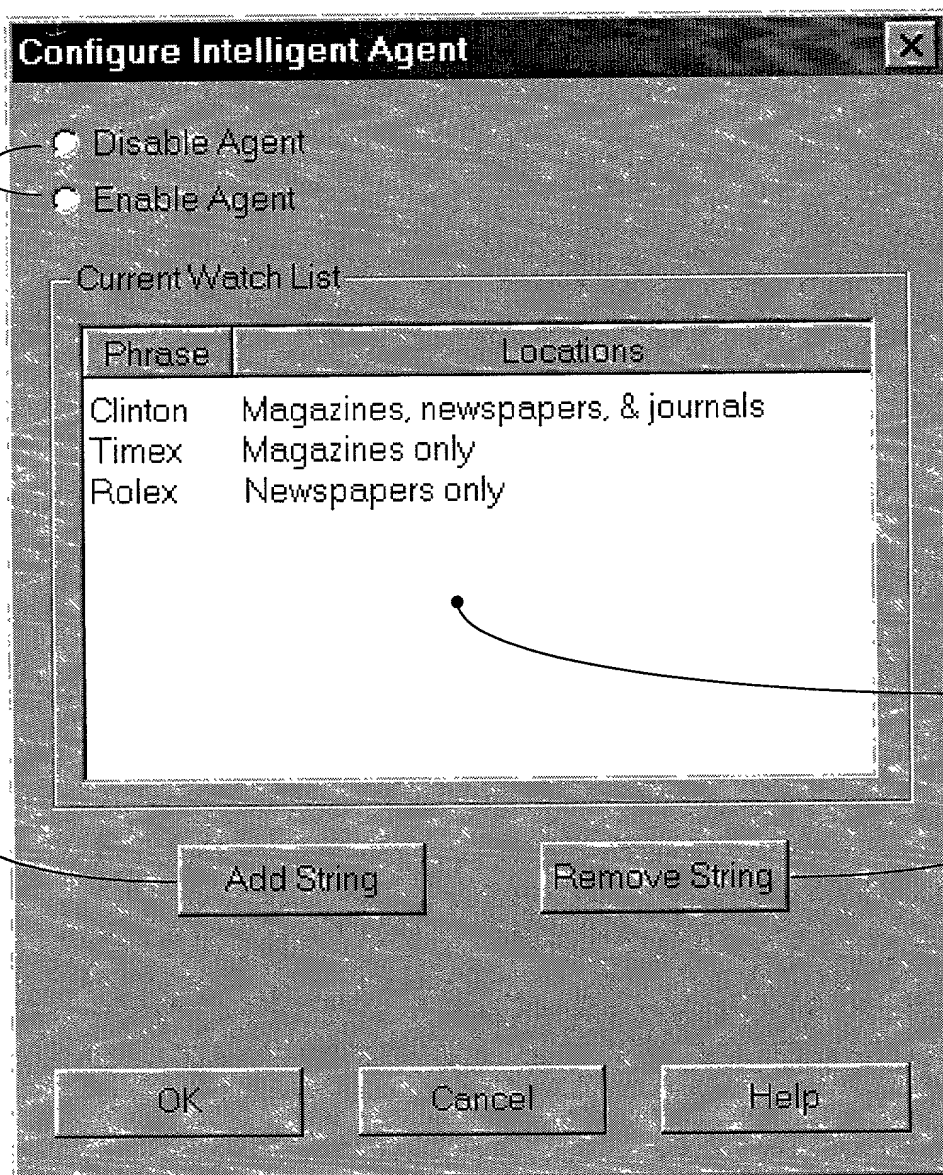 Configure Intelligent Agent
Disable Agent
Enable Agent
Current Watch List
Phrase Locations
Clinton Magazines, newspapers, & journals
Timex Magazines only
Rolex Newspapers only
Add String Remove String
OK Cancel Help